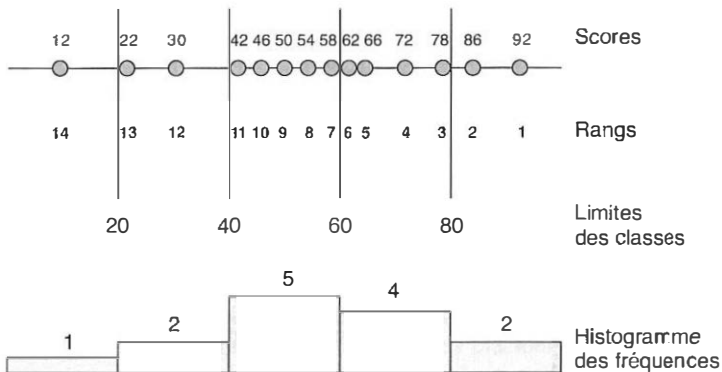 12 22 30 42 46 50 54 58 62 66 72 78 86 92 Scores
14 13 12 11 10 9 8 7 6 5 4 3 2 1 Rangs
20 40 60 80 Limites
des classes
1 2 5 4 2 Histogramme
des fréquences